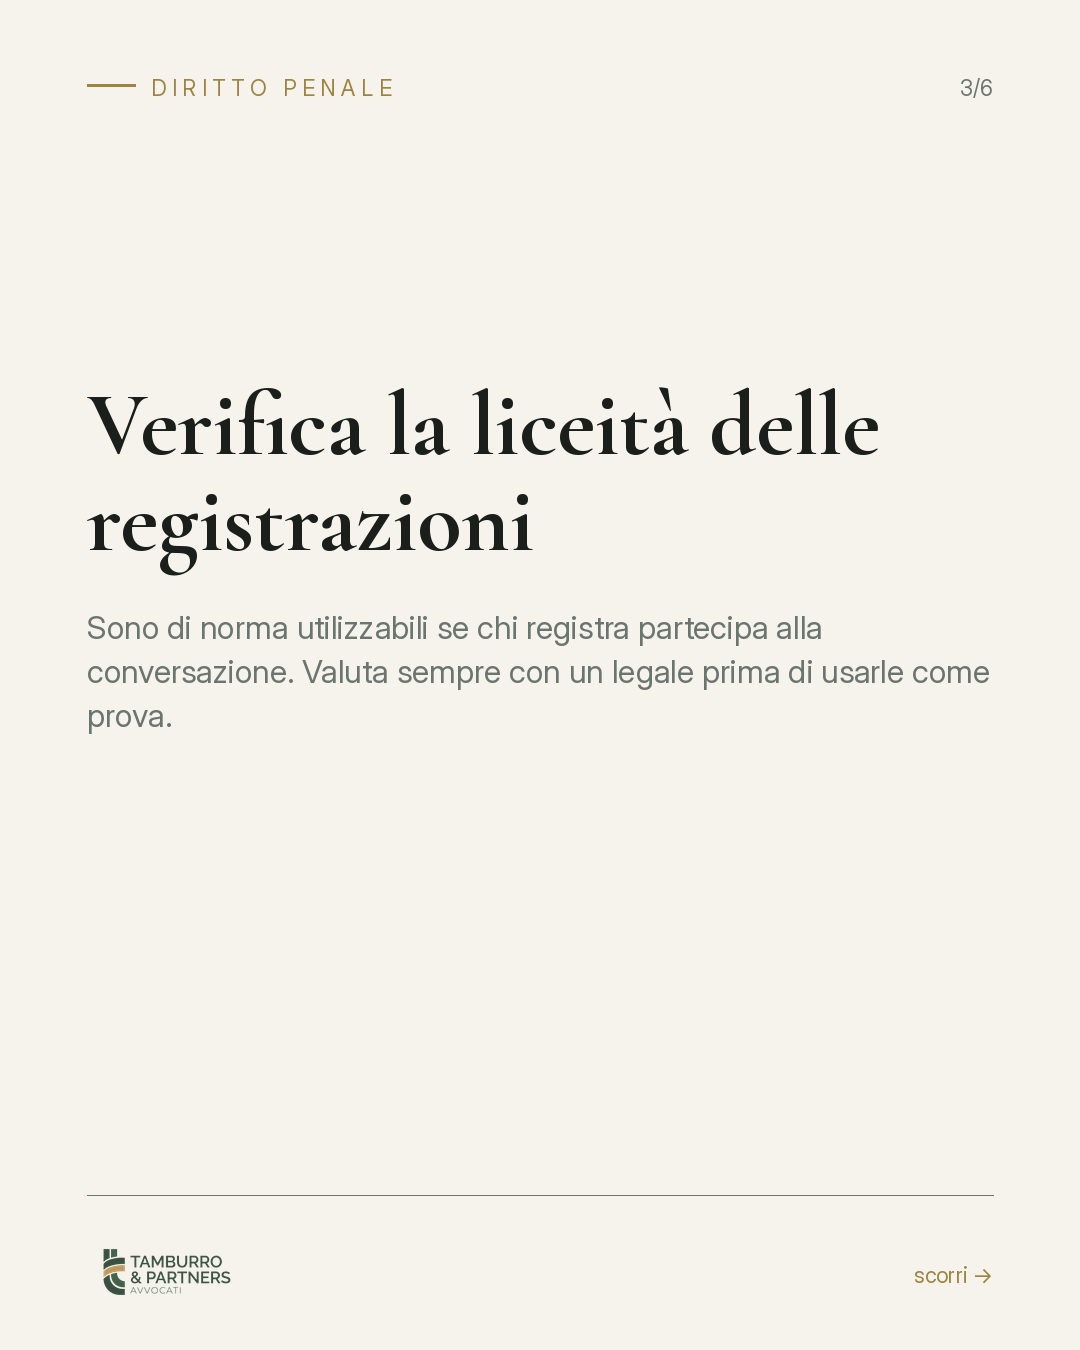 DIRITTO PENALE
3/6
Verifica la liceità delle
registrazioni
Sono di norma utilizzabili se chi registra partecipa alla
conversazione. Valuta sempre con un legale prima di usarle come
prova.
TAMBURRO
& PARTNERS
AVVOCATI
scorri →